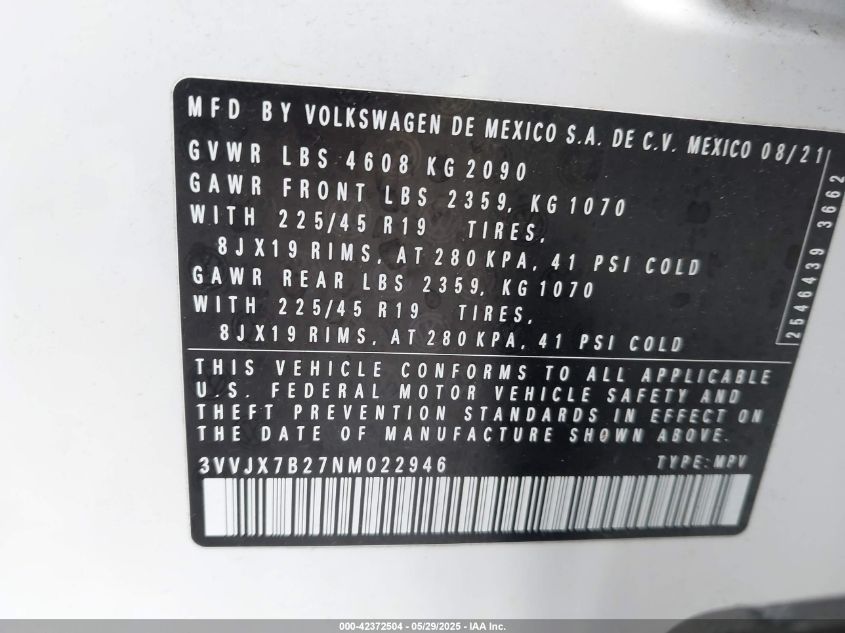 MFD BY VOLKSWAGEN DE MEXICO S.A. DE C.V. MEXICO 08/21
GVWR LBS 4608 KG 2090
GAWR FRONT LBS 2359, KG 1070
WITH 225/45 R19 TIRES,
8JX19 RIMS, AT 280 KPA, 41 PSI COLD
GAWR REAR LBS 2359, KG 1070
WITH 225/45 R19 TIRES,
8JX19 RIMS, AT 280 KPA, 41 PSI COLD
2546439 3662
THIS VEHICLE CONFORMS TO ALL APPLICABLE
U.S. FEDERAL MOTOR VEHICLE SAFETY AND
THEFT PREVENTION STANDARDS IN EFFECT ON
THE DATE OF MANUFACTURE SHOWN ABOVE.
3VVJX7B27NM022946 TYPE: MPV
000-42372504 - 05/29/2025 - IAA Inc.